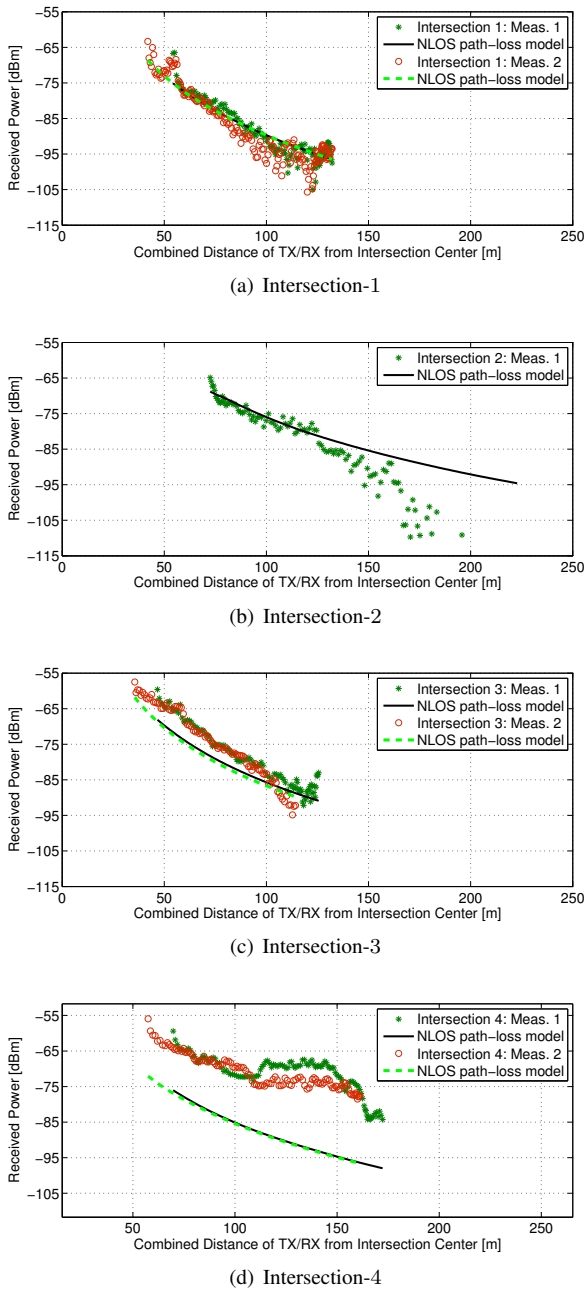 −55
−65
−75
−85
−95
−105
−115
Received Power [dBm]
Intersection 1: Meas. 1
NLOS path−loss model
Intersection 1: Meas. 2
NLOS path−loss model
0 50 100 150 200 250
Combined Distance of TX/RX from Intersection Center [m]
(a) Intersection-1
−55
−65
−75
−85
−95
−105
−115
Received Power [dBm]
Intersection 2: Meas. 1
NLOS path−loss model
0 50 100 150 200 250
Combined Distance of TX/RX from Intersection Center [m]
(b) Intersection-2
−55
−65
−75
−85
−95
−105
−115
Received Power [dBm]
Intersection 3: Meas. 1
NLOS path−loss model
Intersection 3: Meas. 2
NLOS path−loss model
0 50 100 150 200 250
Combined Distance of TX/RX from Intersection Center [m]
(c) Intersection-3
−55
−65
−75
−85
−95
−105
Received Power [dBm]
Intersection 4: Meas. 1
NLOS path−loss model
Intersection 4: Meas. 2
NLOS path−loss model
50 100 150 200 250
Combined Distance of TX/RX from Intersection Center [m]
(d) Intersection-4